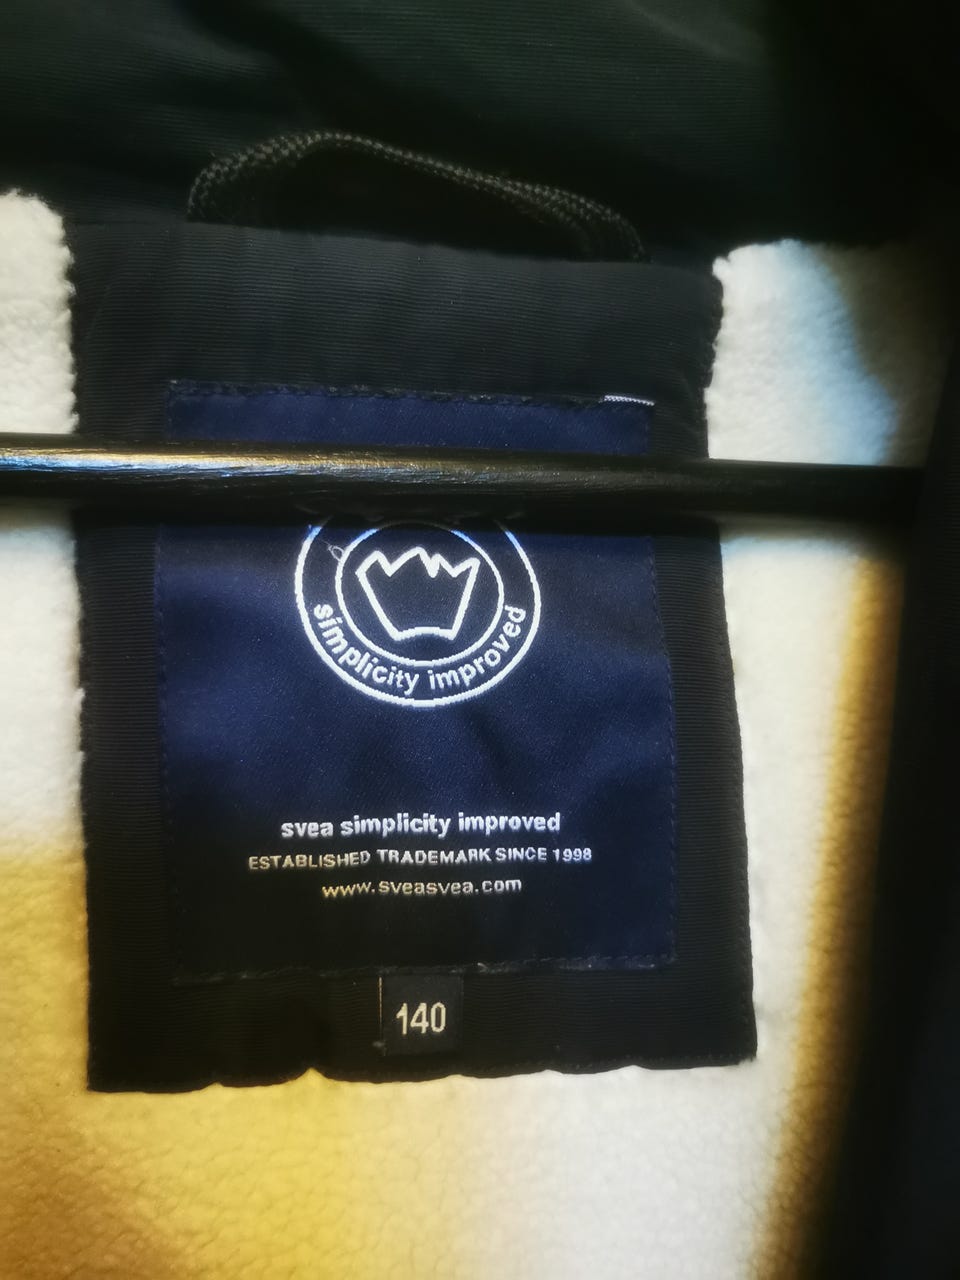 simplicity improved
svea simplicity improved
ESTABLISHED TRADEMARK SINCE 1998
www.sveasvea.com
140